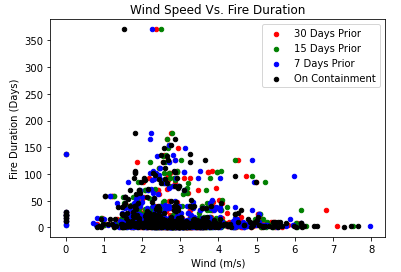 Wind Speed Vs. Fire Duration
30 Days Prior
15 Days Prior
7 Days Prior
On Containment
Fire Duration (Days)
350
300
250
200
150
100
50
0
0 1 2 3 4 5 6 7 8
Wind (m/s)